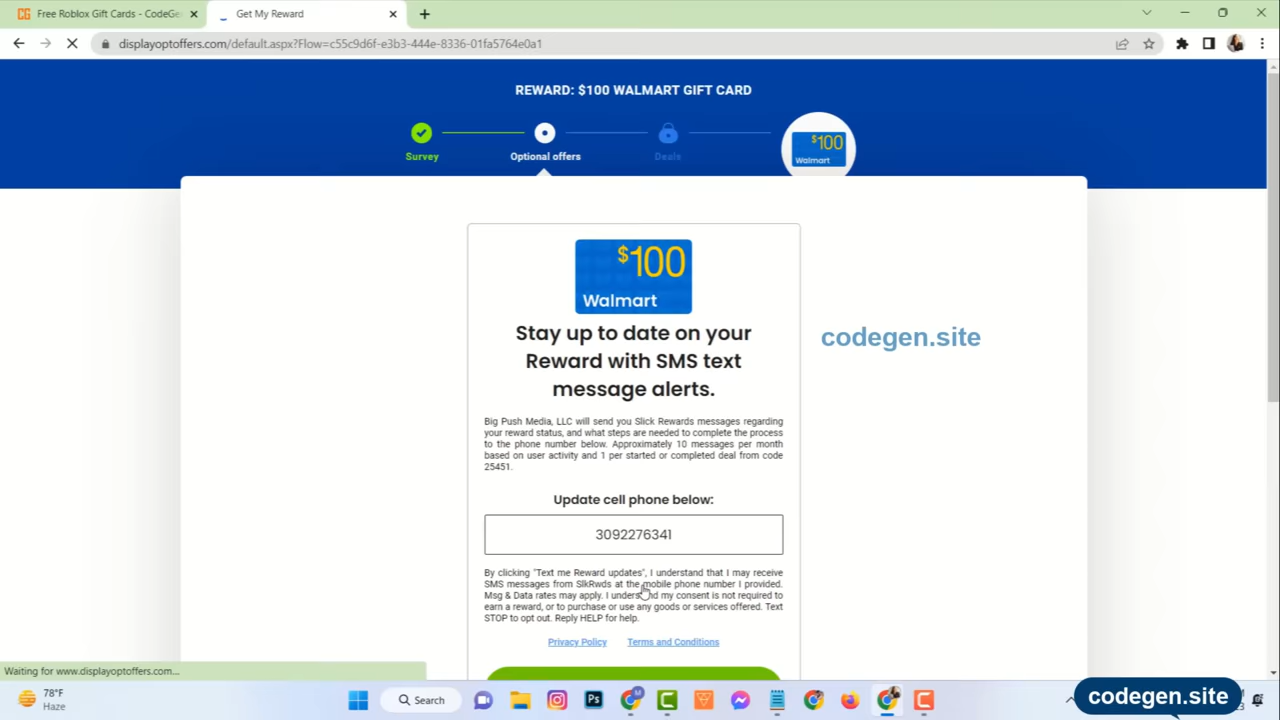 Free Roblox Gift Cards - CodeGe
Get My Reward
displayoptoffers.com/default.aspx?Flow=c55c9d6f-e3b3-444e-8336-01fa5764e0a1
REWARD: $100 WALMART GIFT CARD
Survey
Optional offers
Deals
$100
Walmart
$100
Walmart
Stay up to date on your
Reward with SMS text
message alerts.
codegen.site
Big Push Media, LLC will send you Slick Rewards messages regarding
your reward status, and what steps are needed to complete the process
to the phone number below. Approximately 10 messages per month
based on user activity and 1 per started or completed deal from code
25451.
Update cell phone below:
3092276341
By clicking "Text me Reward updates", I understand that I may receive
SMS messages from SlkRwds at the mobile phone number I provided.
Msg & Data rates may apply. I understand my consent is not required to
earn a reward, or to purchase or use any goods or services offered. Text
STOP to opt out. Reply HELP for help.
Privacy Policy
Terms and Conditions
Waiting for www.displayoptoffers.com...
78°F
Haze
Search
codegen.site